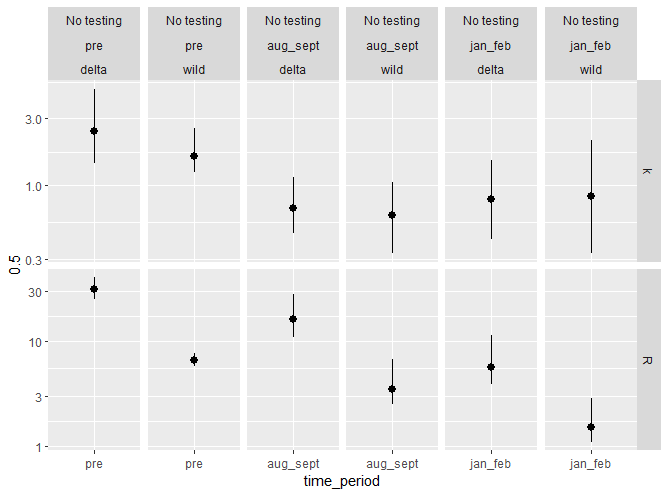 No testing No testing No testing No testing No testing No testing
pre pre aug_sept aug_sept jan_feb jan_feb
delta wild delta wild delta wild
3.0
1.0
0.3
k
0.5
30
10
3
1
R
pre pre aug_sept aug_sept jan_feb jan_feb
time_period